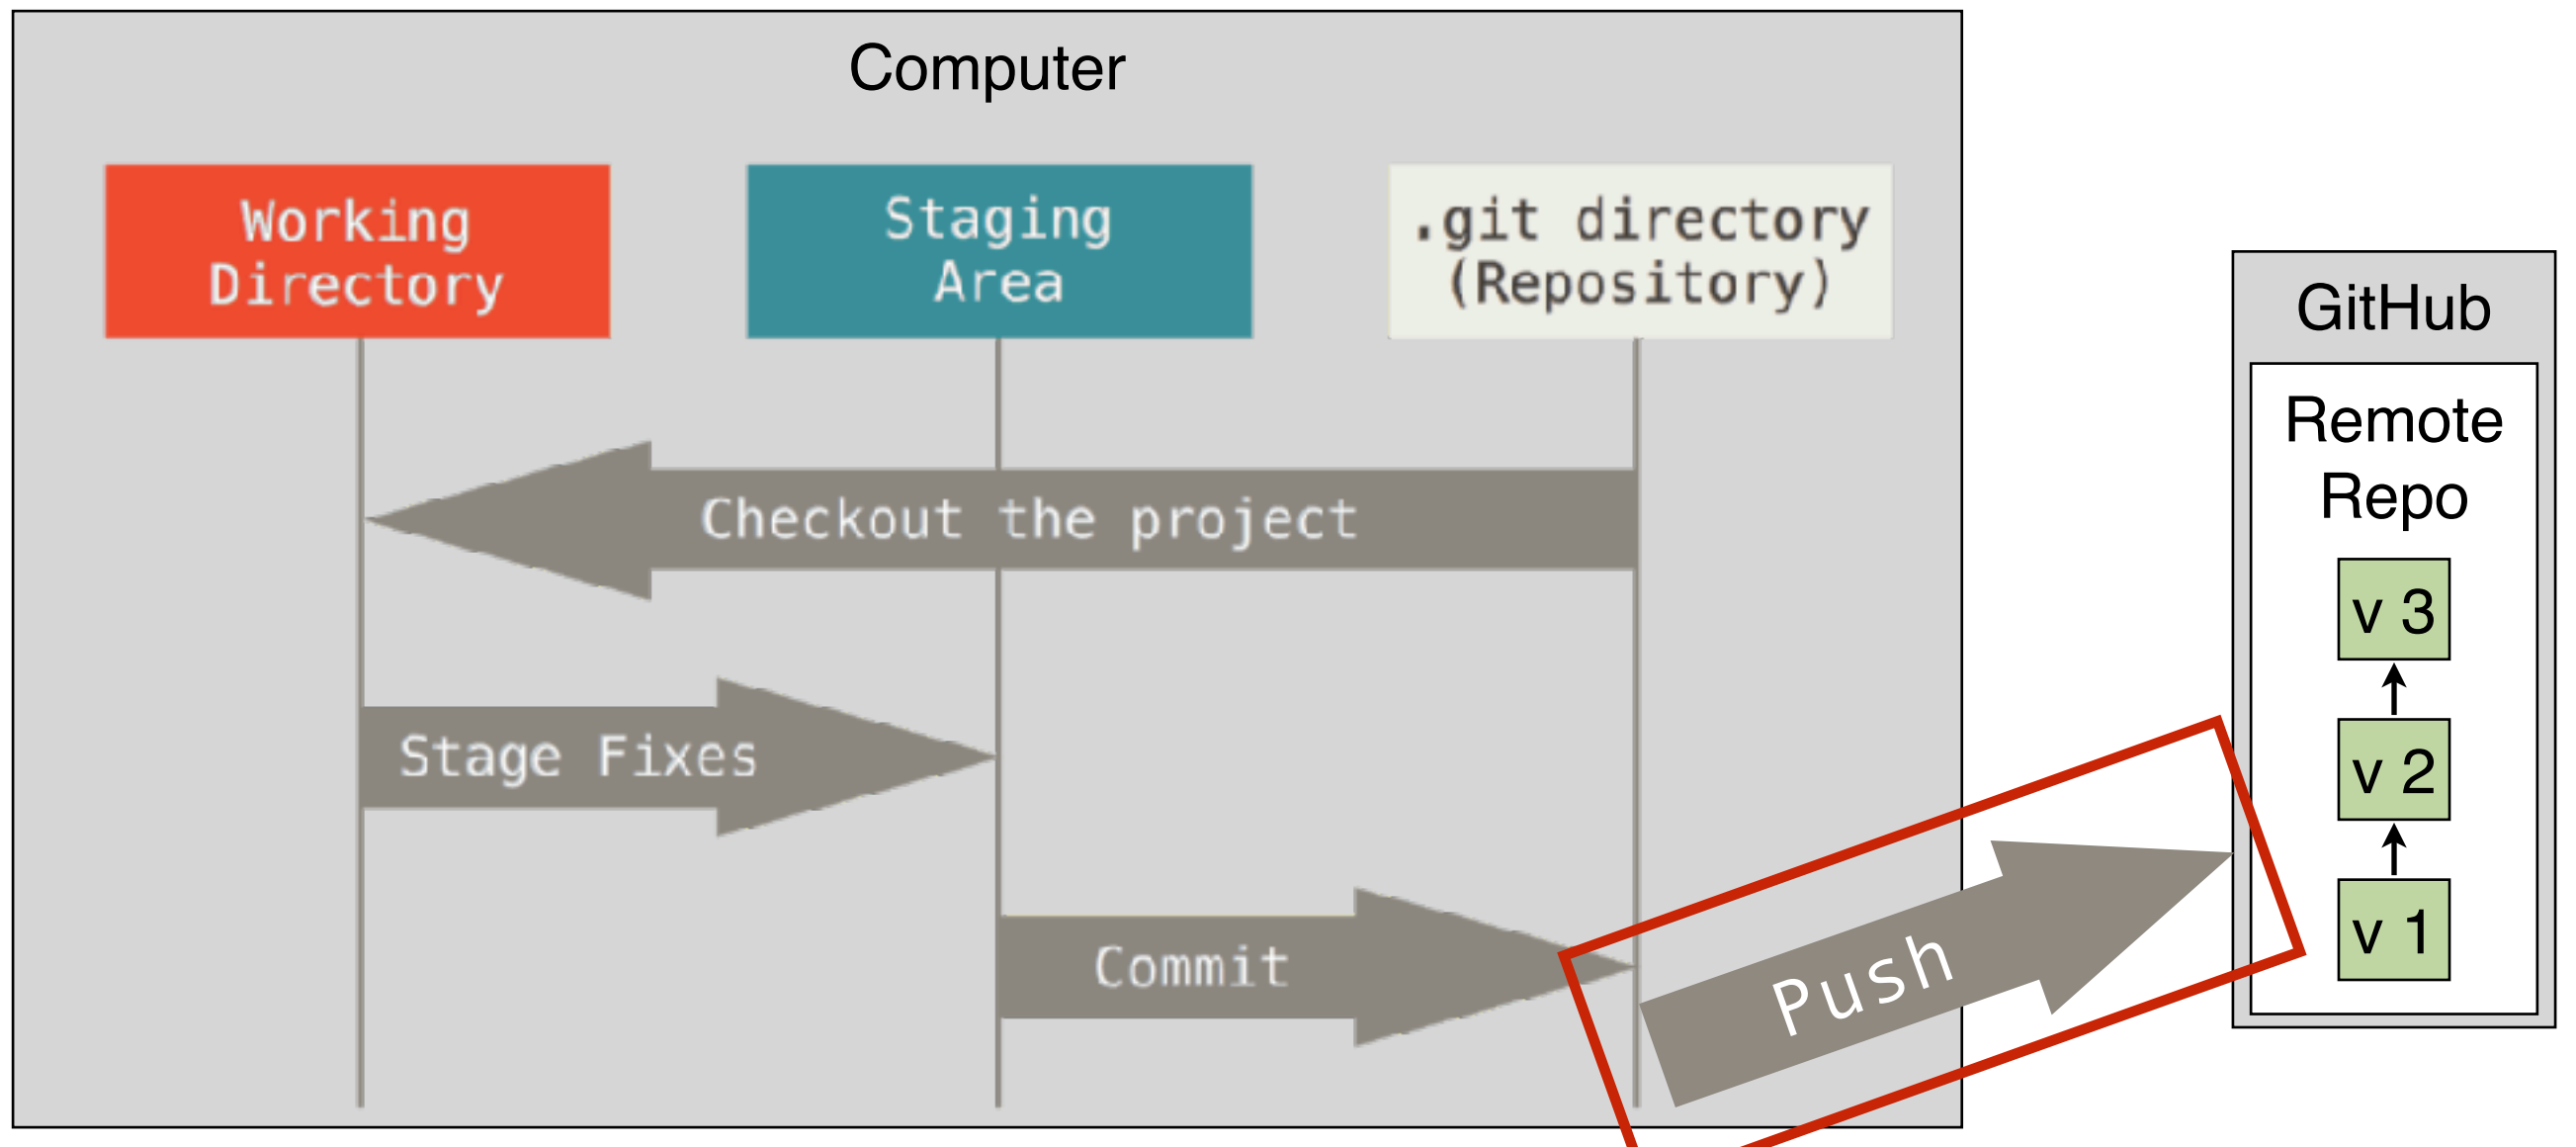 Computer
Working
Directory
Staging
Area
.git directory
(Repository)
Checkout the project
Stage Fixes
Commit
Push
GitHub
Remote
Repo
v 3
v 2
v 1